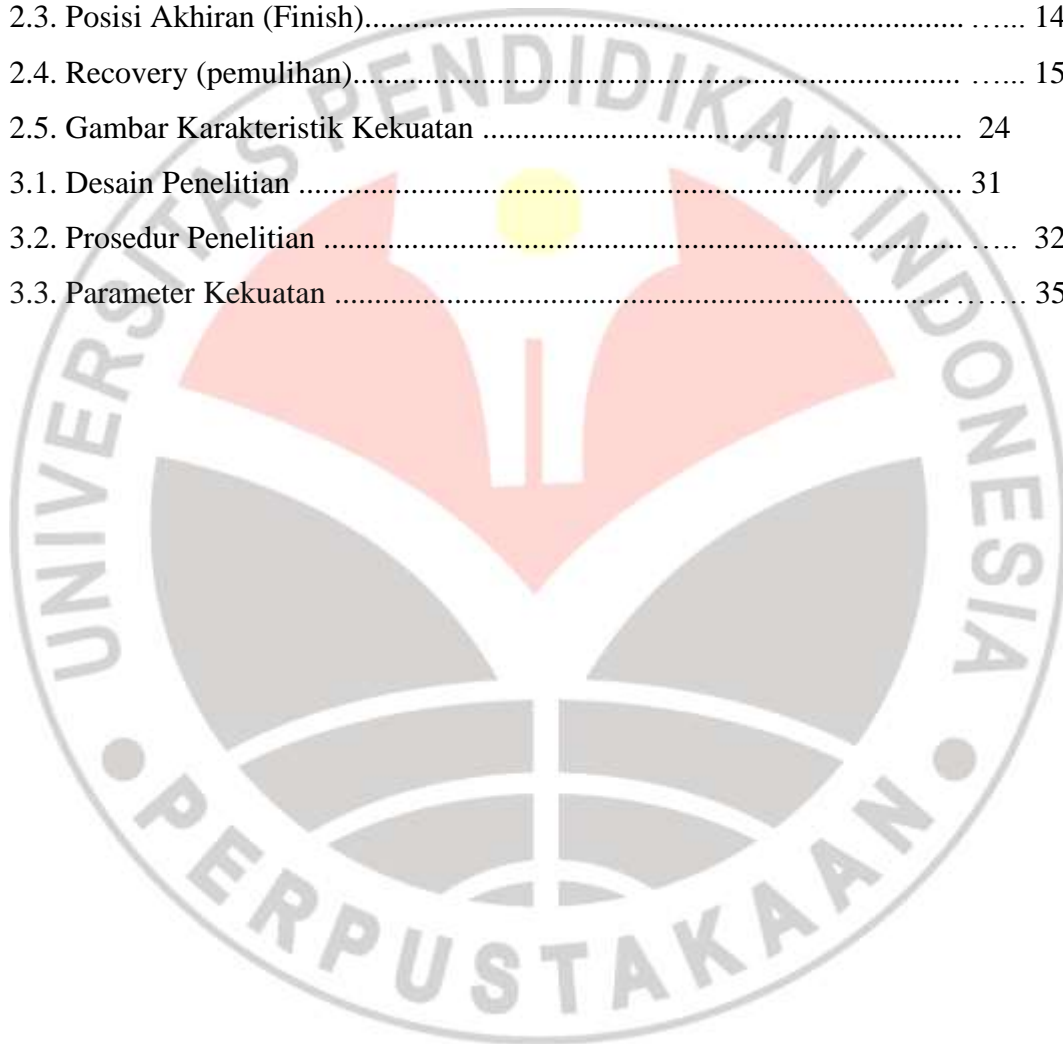 2.3. Posisi Akhiran (Finish)........................................................................................ …... 14
2.4. Recovery (pemulihan).......................................................................................... …... 15
2.5. Gambar Karakteristik Kekuatan ....................................................................... 24
3.1. Desain Penelitian .................................................................................................. 31
3.2. Prosedur Penelitian ............................................................................................... ….. 32
3.3. Parameter Kekuatan ........................................................................................... ……. 35
UNIVERSITAS PENDIDIKAN INDONESIA
PERPUSTAKAAN